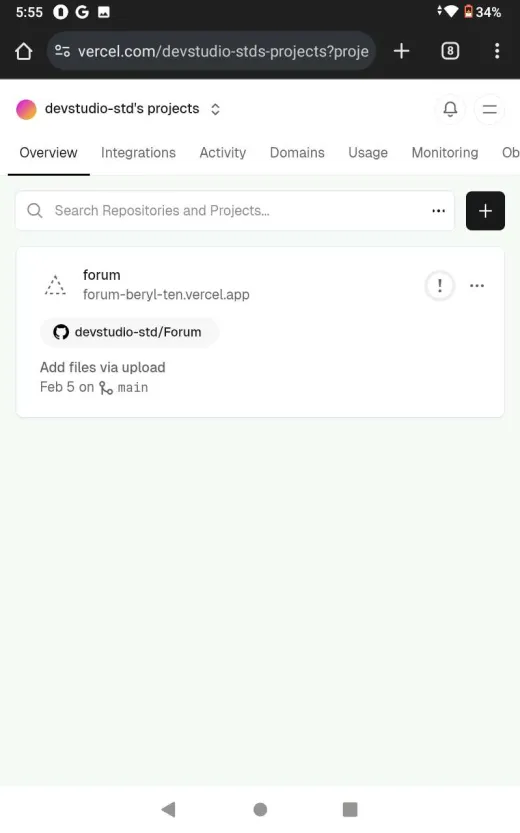 5:55 G 34%
vercel.com/devstudio-stds-projects?proje
8
devstudio-std's projects
Overview Integrations Activity Domains Usage Monitoring Ob
Search Repositories and Projects...
forum
forum-beryl-ten.vercel.app
!
devstudio-std/Forum
Add files via upload
Feb 5 on main